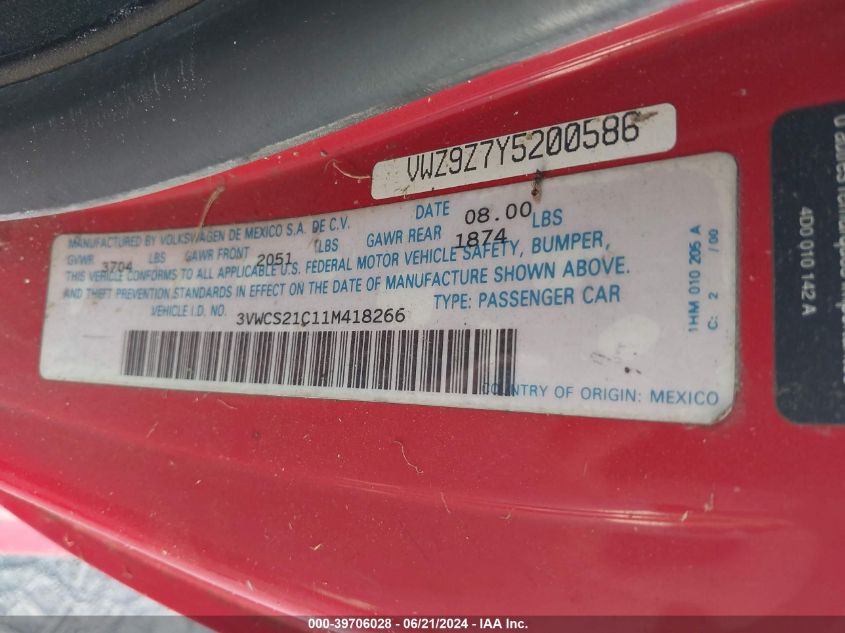 VWZ9Z7Y5200586
MANUFACTURED BY VOLKSWAGEN DE MEXICO S.A. DE C.V. DATE 08.00
GVWR 3704 LBS GAWR FRONT 2051 LBS GAWR REAR 1874 LBS
THIS VEHICLE CONFORMS TO ALL APPLICABLE U.S. FEDERAL MOTOR VEHICLE SAFETY, BUMPER,
AND THEFT PREVENTION STANDARDS IN EFFECT ON THE DATE OF MANUFACTURE SHOWN ABOVE.
VEHICLE I.D. NO. 3VWCS21C11M418266 TYPE: PASSENGER CAR
COUNTRY OF ORIGIN: MEXICO
1HM 010 205 A
C: 2 /00
4D0 010 142 A
000-39706028 - 06/21/2024 - IAA Inc.